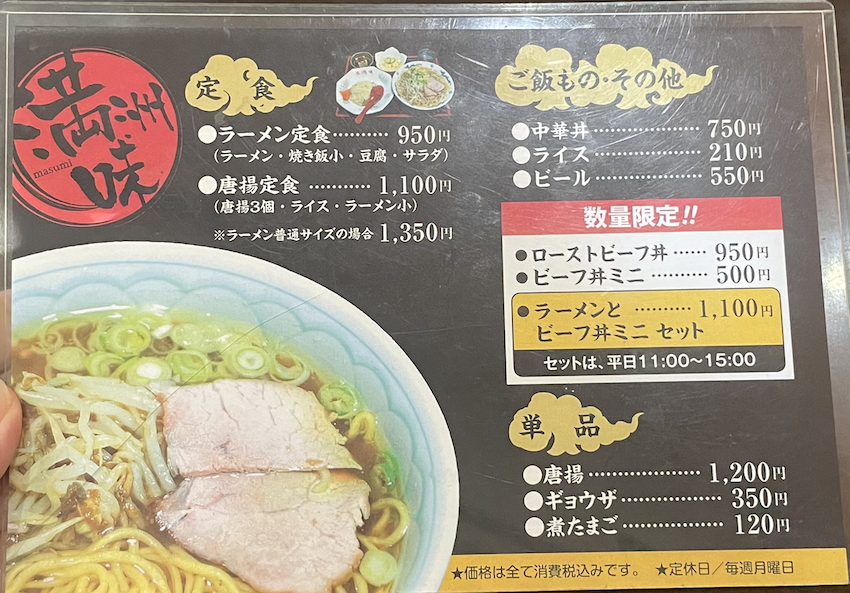 満洲味
masumi
定食
●ラーメン定食………… 950円
(ラーメン・焼き飯小・豆腐・サラダ)
●唐揚定食 ………… 1,100円
(唐揚3個・ライス・ラーメン小)
※ラーメン普通サイズの場合 1,350円
ご飯もの・その他
●中華丼………………… 750円
●ライス………………… 210円
●ビール………………… 550円
数量限定!!
●ローストビーフ丼…… 950円
●ビーフ丼ミニ………… 500円
●ラーメンと ………… 1,100円
ビーフ丼ミニ セット
セットは、平日11:00~15:00
単品
●唐揚………………… 1,200円
●ギョウザ……………… 350円
●煮たまご……………… 120円
★価格は全て消費税込みです。 ★定休日/毎週月曜日